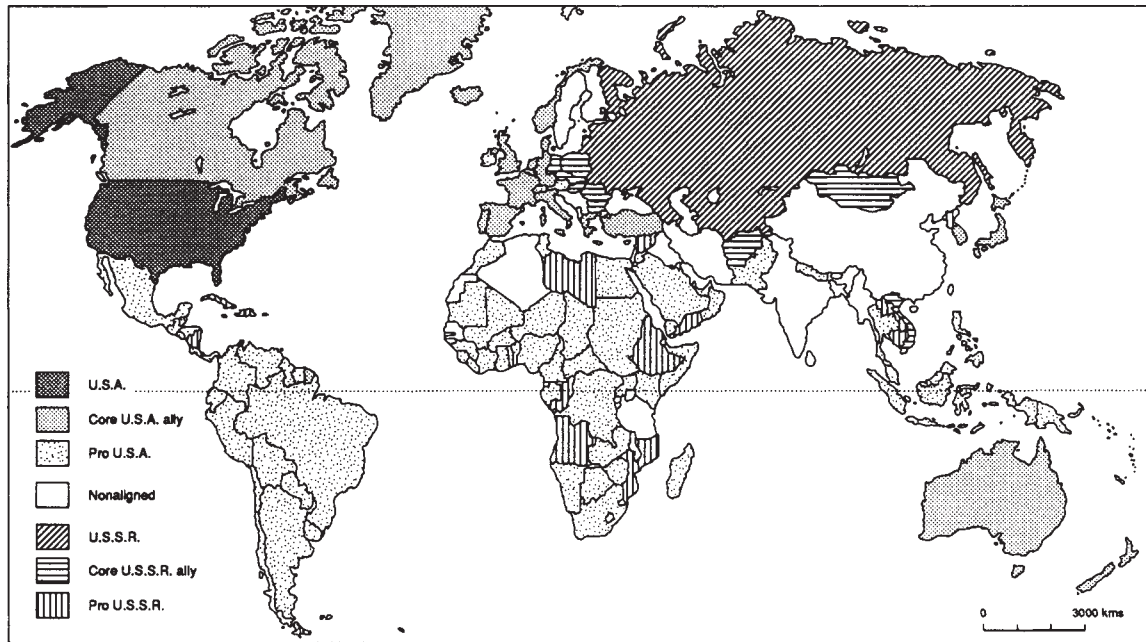 U.S.A.
Core U.S.A. ally
Pro U.S.A.
Nonaligned
U.S.S.R.
Core U.S.S.R. ally
Pro U.S.S.R.
0 3000 kms